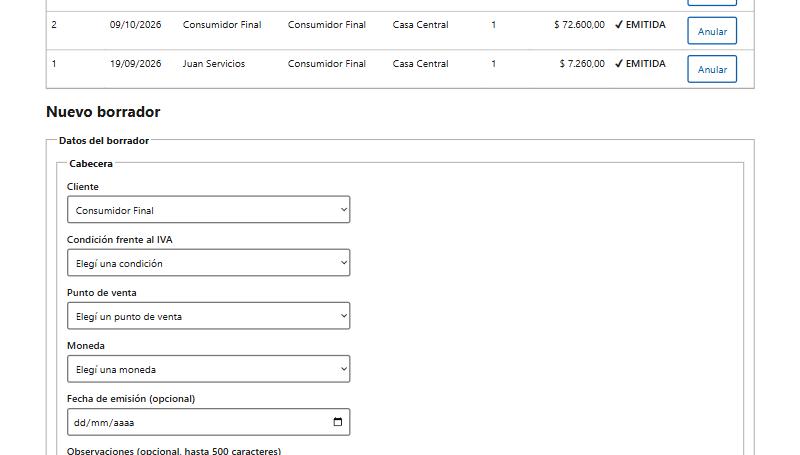 2 09/10/2026 Consumidor Final Consumidor Final Casa Central 1 $ 72.600,00 ✓ EMITIDA Anular
1 19/09/2026 Juan Servicios Consumidor Final Casa Central 1 $ 7.260,00 ✓ EMITIDA Anular
Nuevo borrador
Datos del borrador
Cabecera
Cliente
Consumidor Final
Condición frente al IVA
Elegí una condición
Punto de venta
Elegí un punto de venta
Moneda
Elegí una moneda
Fecha de emisión (opcional)
dd/mm/aaaa
Observaciones (opcional, hasta 500 caracteres)